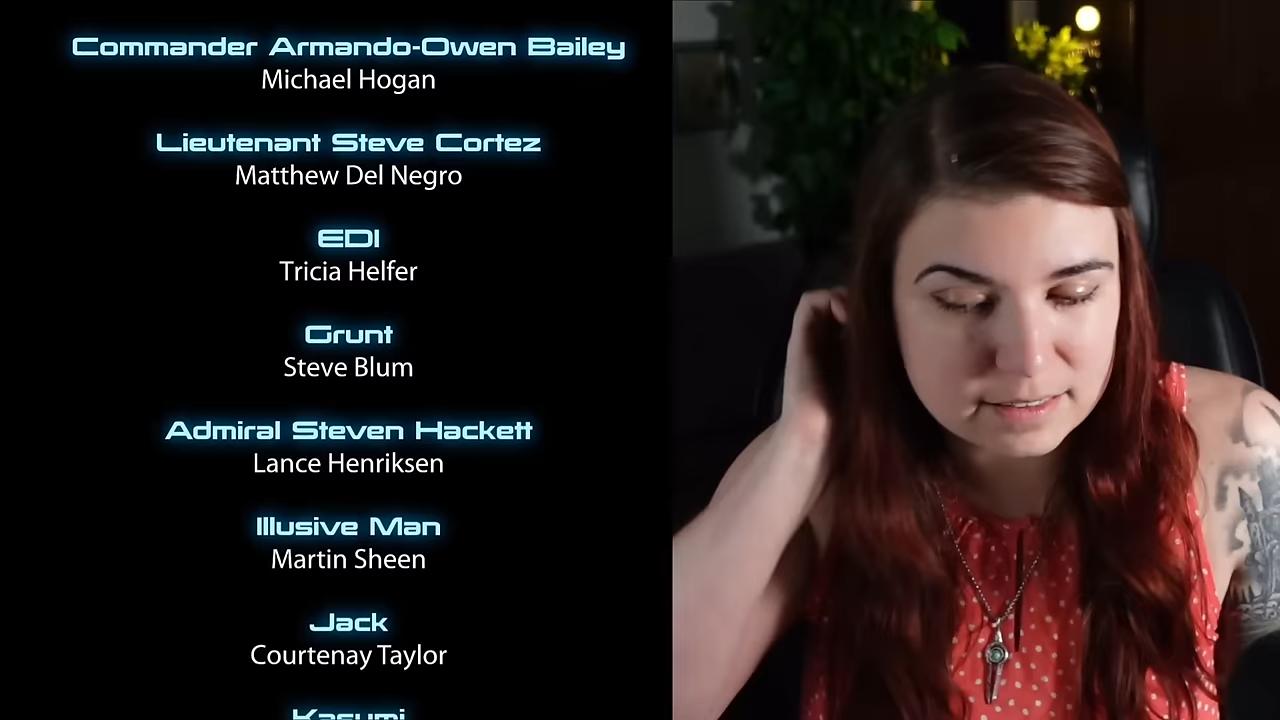 Commander Armando-Owen Bailey
Michael Hogan
Lieutenant Steve Cortez
Matthew Del Negro
EDI
Tricia Helfer
Grunt
Steve Blum
Admiral Steven Hackett
Lance Henriksen
Illusive Man
Martin Sheen
Jack
Courtenay Taylor
Kasumi